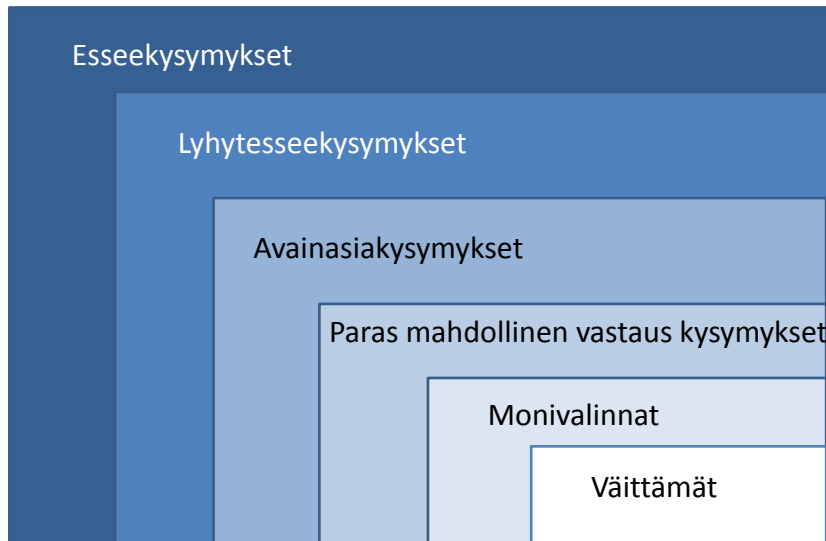 Esseekysymykset
Lyhytesseekysymykset
Avainasiakysymykset
Paras mahdollinen vastaus kysymykset
Monivalinnat
Väittämät